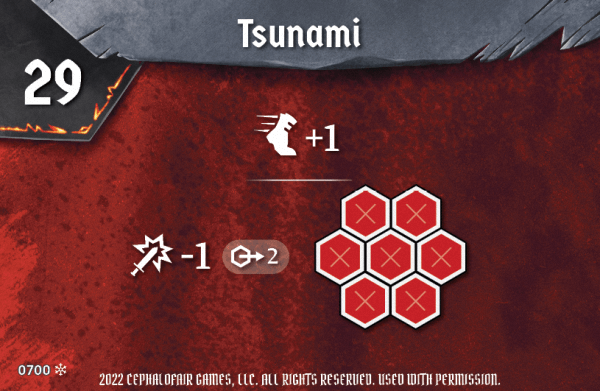 Tsunami
29
+1
-1 2
0700
2022 CEPHALOFAIR GAMES, LLC. ALL RIGHTS RESERVED. USED WITH PERMISSION.